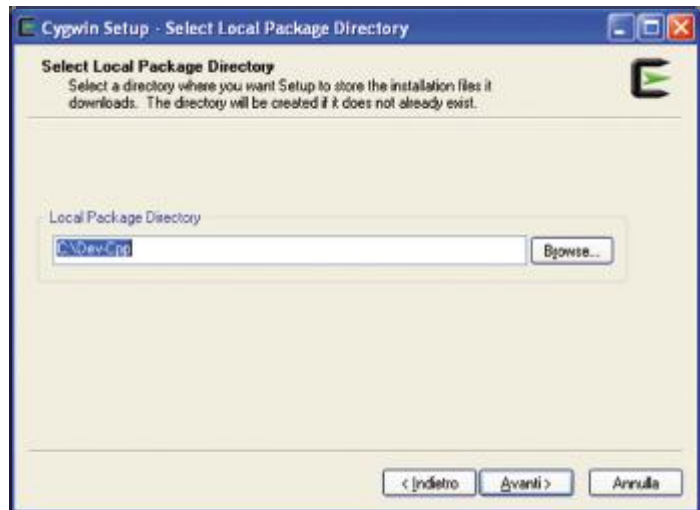 Cygwin Setup - Select Local Package Directory
Select Local Package Directory
Select a directory where you want Setup to store the installation files it
downloads. The directory will be created if it does not already exist.
Local Package Directory
C:\Dev-Cpp
Browse...
< Indietro
Avanti >
Annulla